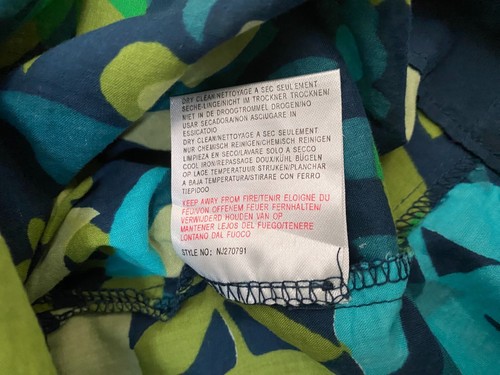 DRY CLEAN/NETTOYAGE A SEC SEULEMENT
SECHE-LINGE/NICHT IM TROCKNER TROCKNEN/
NIET IN DE DROOGTROMMEL DROGEN/NO
USAR SECADORA/NON ASCIUGARE IN
ESSICATOIO
DRY CLEAN/NETTOYAGE A SEC SEULEMENT
NUR CHEMISCH REINIGEN/CHEMISCH REINIGEN
LIMPIEZA EN SECO/LAVARE SOLO A SECCO
COOL IRON/REPASSAGE DOUX/KÜHL BÜGELN
OP LAGE TEMPERATUUR STRIJKEN/PLANCHAR
A BAJA TEMPERATURA/STIRARE CON FERRO
TIEPIDO
KEEP AWAY FROM FIRE/TENIR ELOIGNE DU
FEU/VON OFFENEM FEUER FERNHALTEN/
VERWIJDERD HOUDEN VAN OP
MANTENER LEJOS DEL FUEGO/TENERE
LONTANO DAL FUOCO
STYLE NO; NJ270791